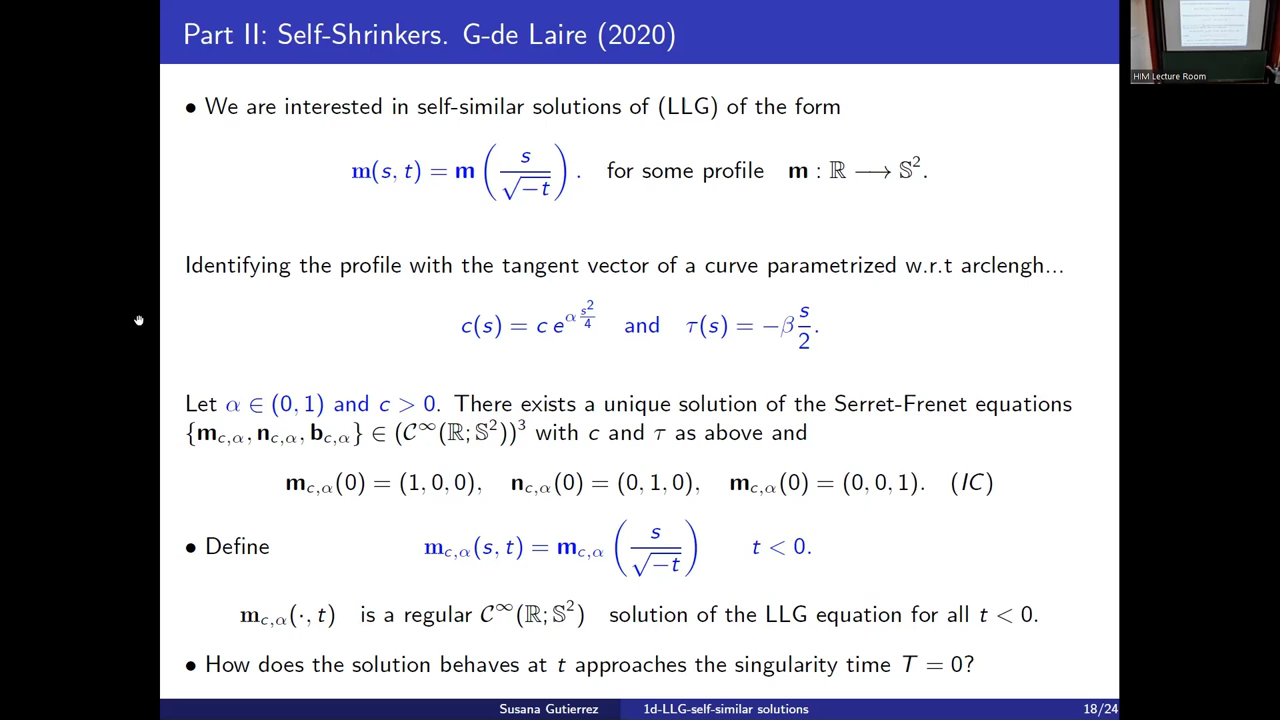 Part II: Self-Shrinkers. G-de Laire (2020)
HIM Lecture Room
• We are interested in self-similar solutions of (LLG) of the form
m(s, t) = m ( s / √−t ) . for some profile m : ℝ ⟶ 𝕊².
Identifying the profile with the tangent vector of a curve parametrized w.r.t arclengh...
c(s) = c e^{α s²/4} and τ(s) = −β s/2.
Let α ∈ (0, 1) and c > 0. There exists a unique solution of the Serret-Frenet equations
{m_{c,α}, n_{c,α}, b_{c,α}} ∈ (𝒞^∞(ℝ; 𝕊²))³ with c and τ as above and
m_{c,α}(0) = (1, 0, 0), n_{c,α}(0) = (0, 1, 0), m_{c,α}(0) = (0, 0, 1). (IC)
• Define m_{c,α}(s, t) = m_{c,α} ( s / √−t ) t < 0.
m_{c,α}(·, t) is a regular 𝒞^∞(ℝ; 𝕊²) solution of the LLG equation for all t < 0.
• How does the solution behaves at t approaches the singularity time T = 0?
Susana Gutierrez 1d-LLG-self-similar solutions 18/24